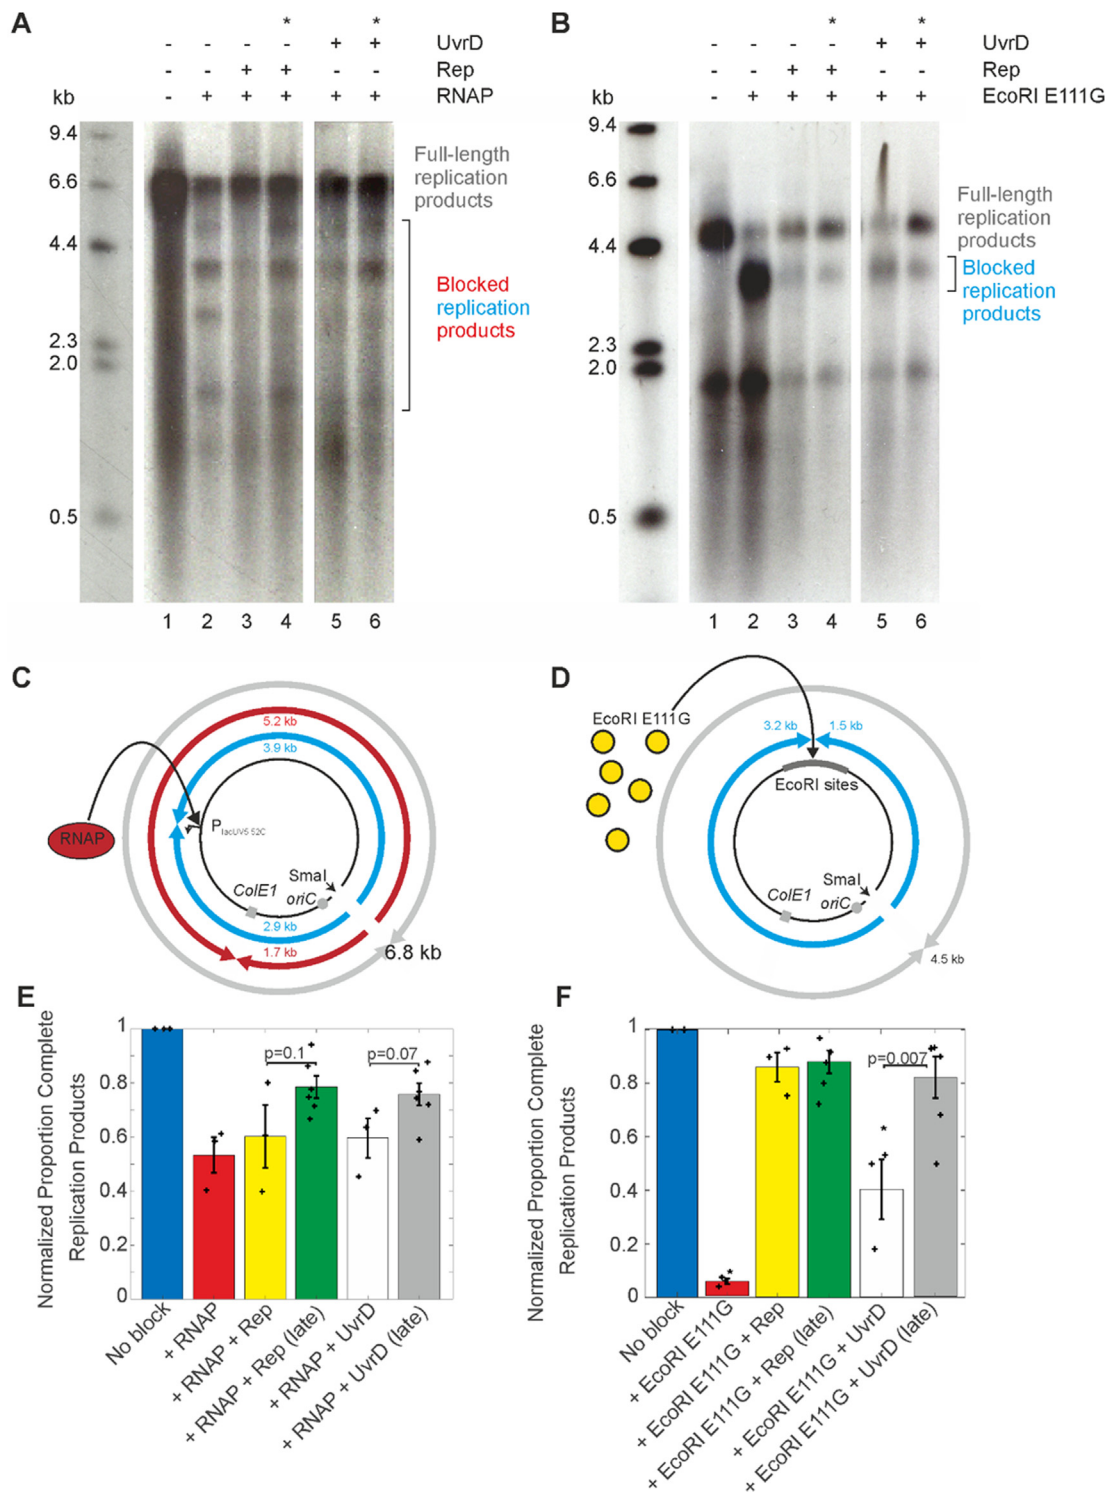 A
* *
- - - - + + UvrD
- - + + - - Rep
kb - + + + + + RNAP
9.4
6.6
4.4
2.3
2.0
0.5
Full-length
replication
products
Blocked
replication
products
1 2 3 4 5 6
B
* *
- - - - + + UvrD
- - + + - - Rep
kb - + + + + + EcoRI E111G
9.4
6.6
4.4
2.3
2.0
0.5
Full-length
replication
products
Blocked
replication
products
1 2 3 4 5 6
C
5.2 kb
3.9 kb
RNAP
PlacUV5 52C
SmaI
ColE1
oriC
2.9 kb
1.7 kb
6.8 kb
D
EcoRI E111G
3.2 kb
1.5 kb
EcoRI sites
SmaI
ColE1
oriC
4.5 kb
E
Normalized Proportion Complete
Replication Products
1
0.8
0.6
0.4
0.2
0
p=0.1
p=0.07
No block
+ RNAP
+ RNAP + Rep
+ RNAP + Rep (late)
+ RNAP + UvrD
+ RNAP + UvrD (late)
F
Normalized Proportion Complete
Replication Products
1
0.8
0.6
0.4
0.2
0
*
*
p=0.007
No block
+ EcoRI E111G
+ EcoRI E111G + Rep
+ EcoRI E111G + Rep (late)
+ EcoRI E111G + UvrD
+ EcoRI E111G + UvrD (late)